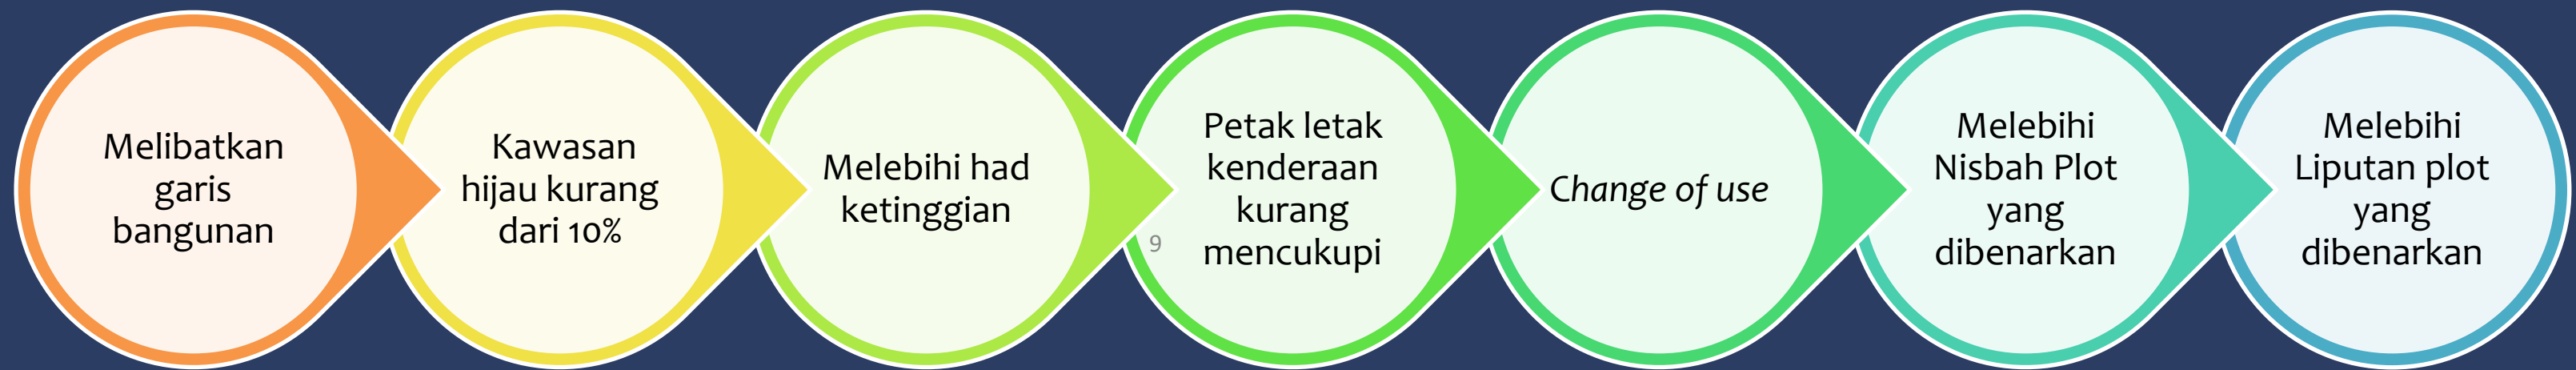 Melibatkan
garis
bangunan
Kawasan
hijau kurang
dari 10%
Melebihi had
ketinggian
Petak letak
kenderaan
kurang
mencukupi
9
Change of use
Melebihi
Nisbah Plot
yang
dibenarkan
Melebihi
Liputan plot
yang
dibenarkan